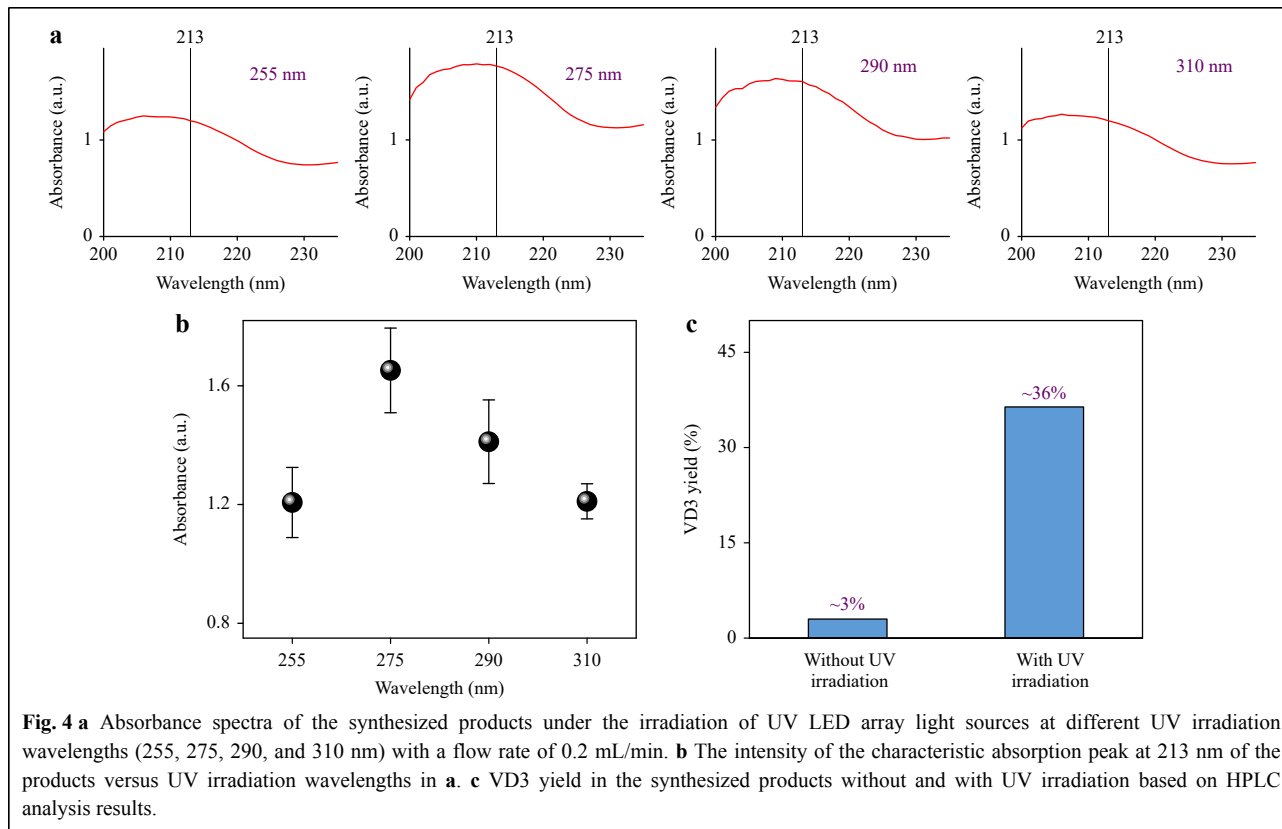 a
213
255 nm
Absorbance (a.u.)
1
0
200 210 220 230
Wavelength (nm)
213
275 nm
Absorbance (a.u.)
1
0
200 210 220 230
Wavelength (nm)
213
290 nm
Absorbance (a.u.)
1
0
200 210 220 230
Wavelength (nm)
213
310 nm
Absorbance (a.u.)
1
0
200 210 220 230
Wavelength (nm)
b
Absorbance (a.u.)
1.6
1.2
0.8
255 275 290 310
Wavelength (nm)
c
VD3 yield (%)
45
30
15
0
~3%
~36%
Without UV
irradiation
With UV
irradiation
Fig. 4 a Absorbance spectra of the synthesized products under the irradiation of UV LED array light sources at different UV irradiation
wavelengths (255, 275, 290, and 310 nm) with a flow rate of 0.2 mL/min. b The intensity of the characteristic absorption peak at 213 nm of the
products versus UV irradiation wavelengths in a. c VD3 yield in the synthesized products without and with UV irradiation based on HPLC
analysis results.